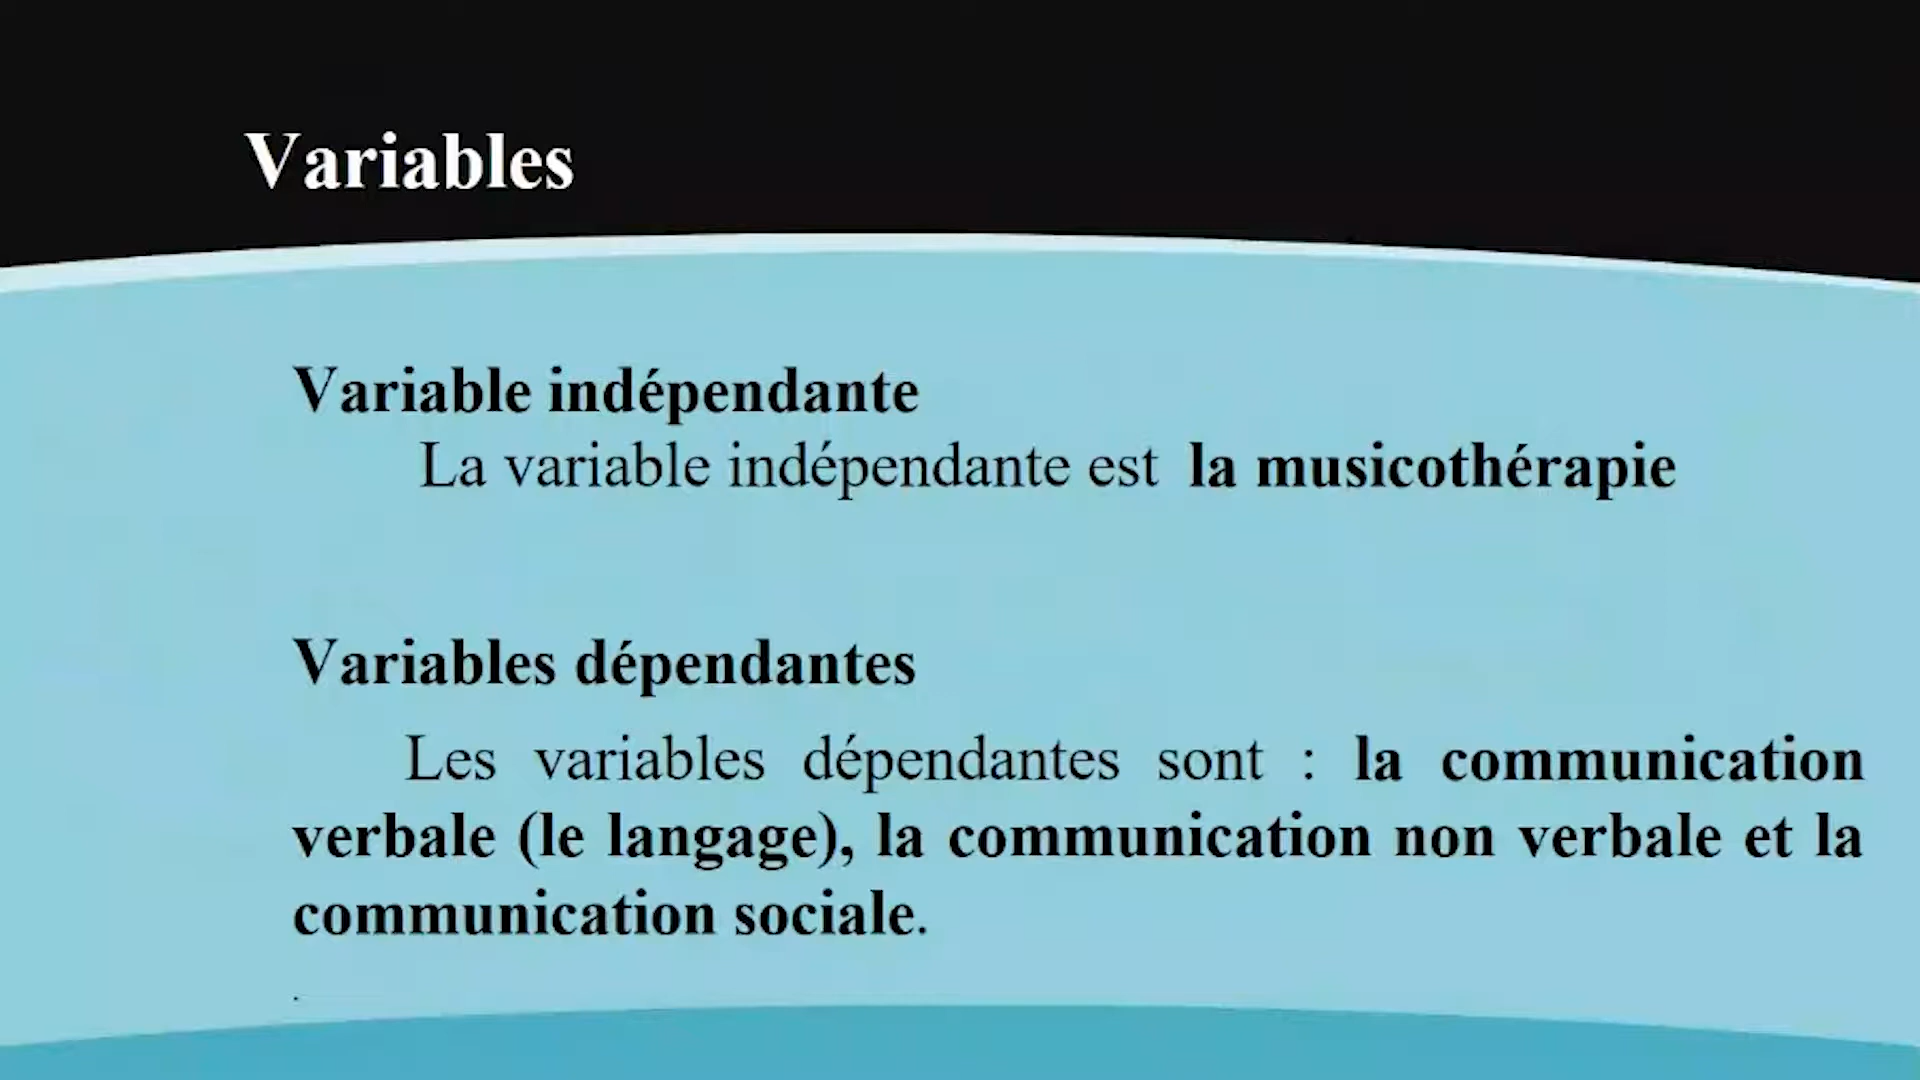 Variables
Variable indépendante
La variable indépendante est la musicothérapie
Variables dépendantes
Les variables dépendantes sont : la communication
verbale (le langage), la communication non verbale et la
communication sociale.
.